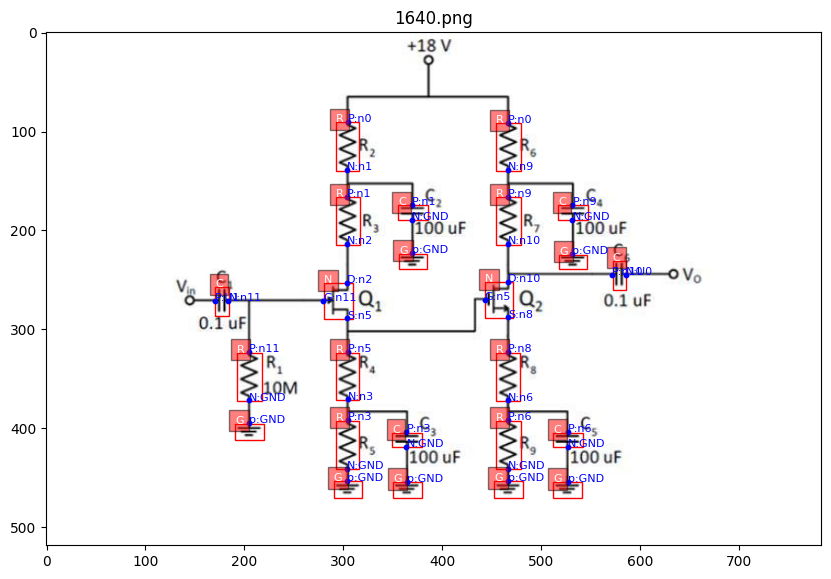 1640.png
+18 V
R P:n0
R P:n0
R2
R6
N:n1
N:n9
R P:n1
R P:n9
C2
C P:n1
C4
C P:n9
R3
R7
N:GND
N:GND
100 uF
100 uF
N:n2
N:n10
G p:GND
G p:GND
N D:n2
N D:n10
C
C
Vin
Vo
N:n11
G:n11
Q1
G:n5
Q2
0.1 uF
0.1 uF
S:n5
S:n8
R P:n11
R P:n5
R P:n8
R1
R4
R8
10M
N:GND
N:n3
N:n6
G p:GND
R P:n3
R P:n6
C3
C P:n3
C5
C P:n6
R5
R9
N:GND
N:GND
100 uF
100 uF
N:GND
N:GND
G p:GND
G p:GND
G p:GND
G p:GND
0
100
200
300
400
500
0
100
200
300
400
500
600
700